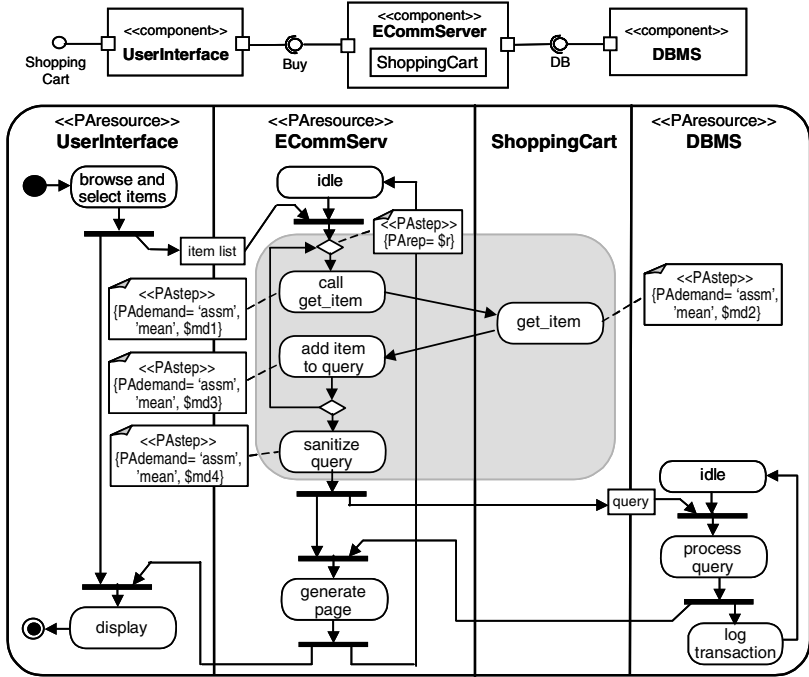 <<component>>
UserInterface
<<component>>
ECommServer
ShoppingCart
<<component>>
DBMS
Shopping
Cart
Buy
DB
<<PAresource>>
UserInterface
<<PAresource>>
ECommServ
ShoppingCart
<<PAresource>>
DBMS
browse and
select items
idle
<<PAstep>>
{PArep= $r}
item list
<<PAstep>>
{PAdemand= ‘assm’,
’mean’, $md1}
call
get_item
get_item
<<PAstep>>
{PAdemand= ‘assm’,
’mean’, $md2}
<<PAstep>>
{PAdemand= ‘assm’,
’mean’, $md3}
add item
to query
<<PAstep>>
{PAdemand= ‘assm’,
’mean’, $md4}
sanitize
query
idle
query
process
query
generate
page
display
log
transaction